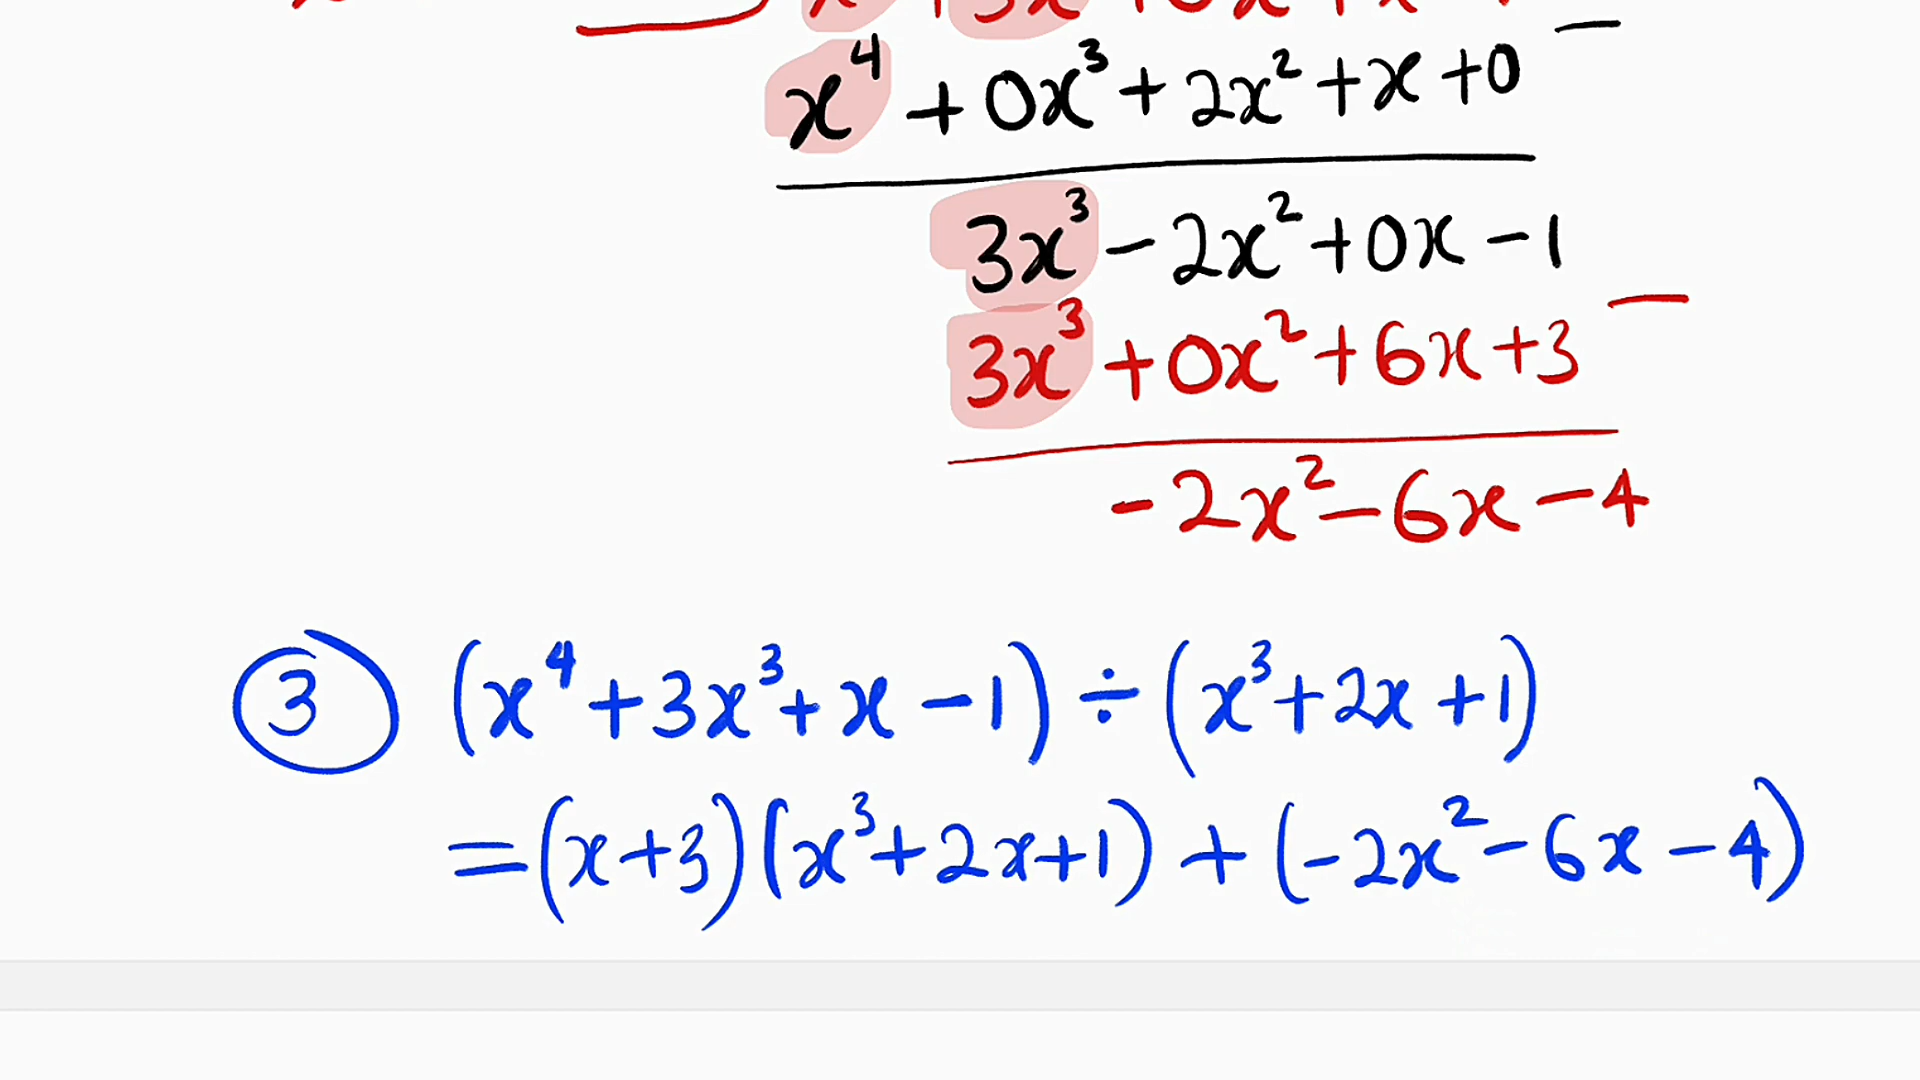 x⁴ + 0x³ + 2x² + x + 0
3x³ - 2x² + 0x - 1
3x³ + 0x² + 6x + 3
-2x² - 6x - 4
③ (x⁴ + 3x³ + x - 1) ÷ (x³ + 2x + 1)
= (x + 3)(x³ + 2x + 1) + (-2x² - 6x - 4)